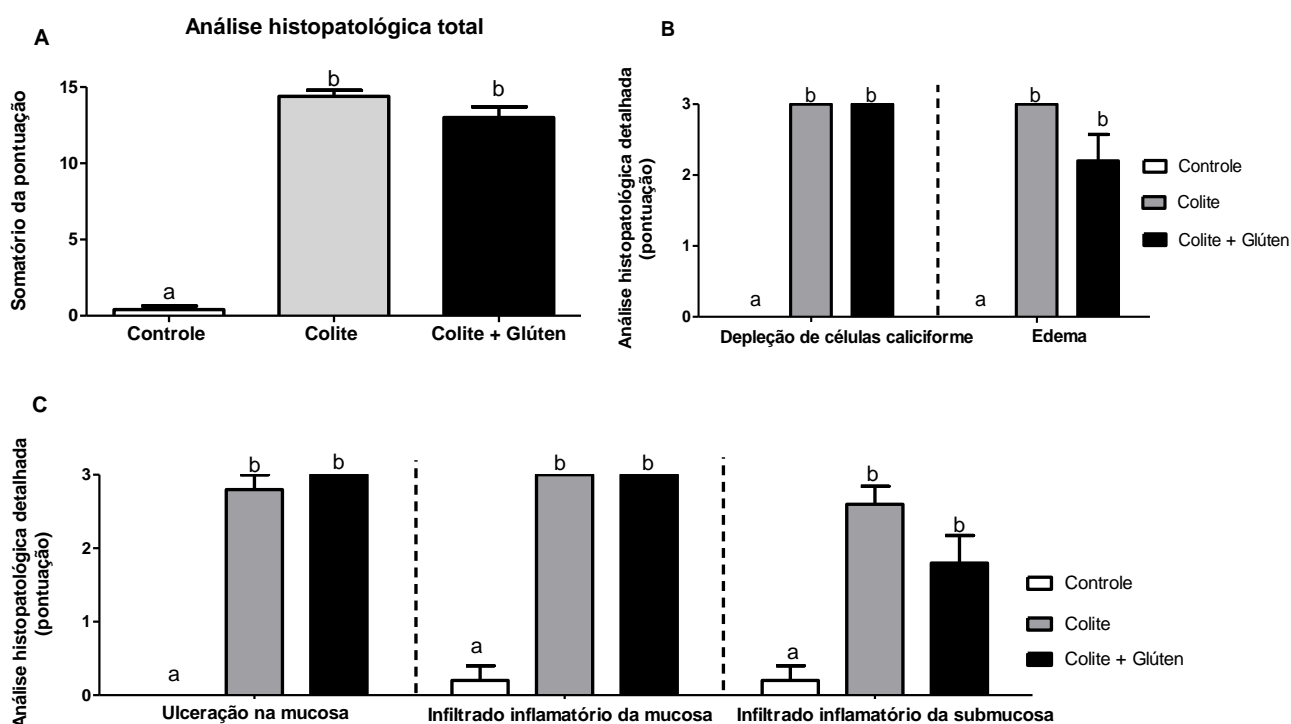 A
Análise histopatológica total
Somatório da pontuação
15
10
5
0
a
b
b
Controle
Colite
Colite + Glúten
B
Análise histopatológica detalhada
(pontuação)
3
2
1
0
a
b
b
a
b
b
Depleção de células caliciforme
Edema
Controle
Colite
Colite + Glúten
C
Análise histopatológica detalhada
(pontuação)
3
2
1
0
a
b
b
a
b
b
a
b
b
Ulceração na mucosa
Infiltrado inflamatório da mucosa
Infiltrado inflamatório da submucosa
Controle
Colite
Colite + Glúten